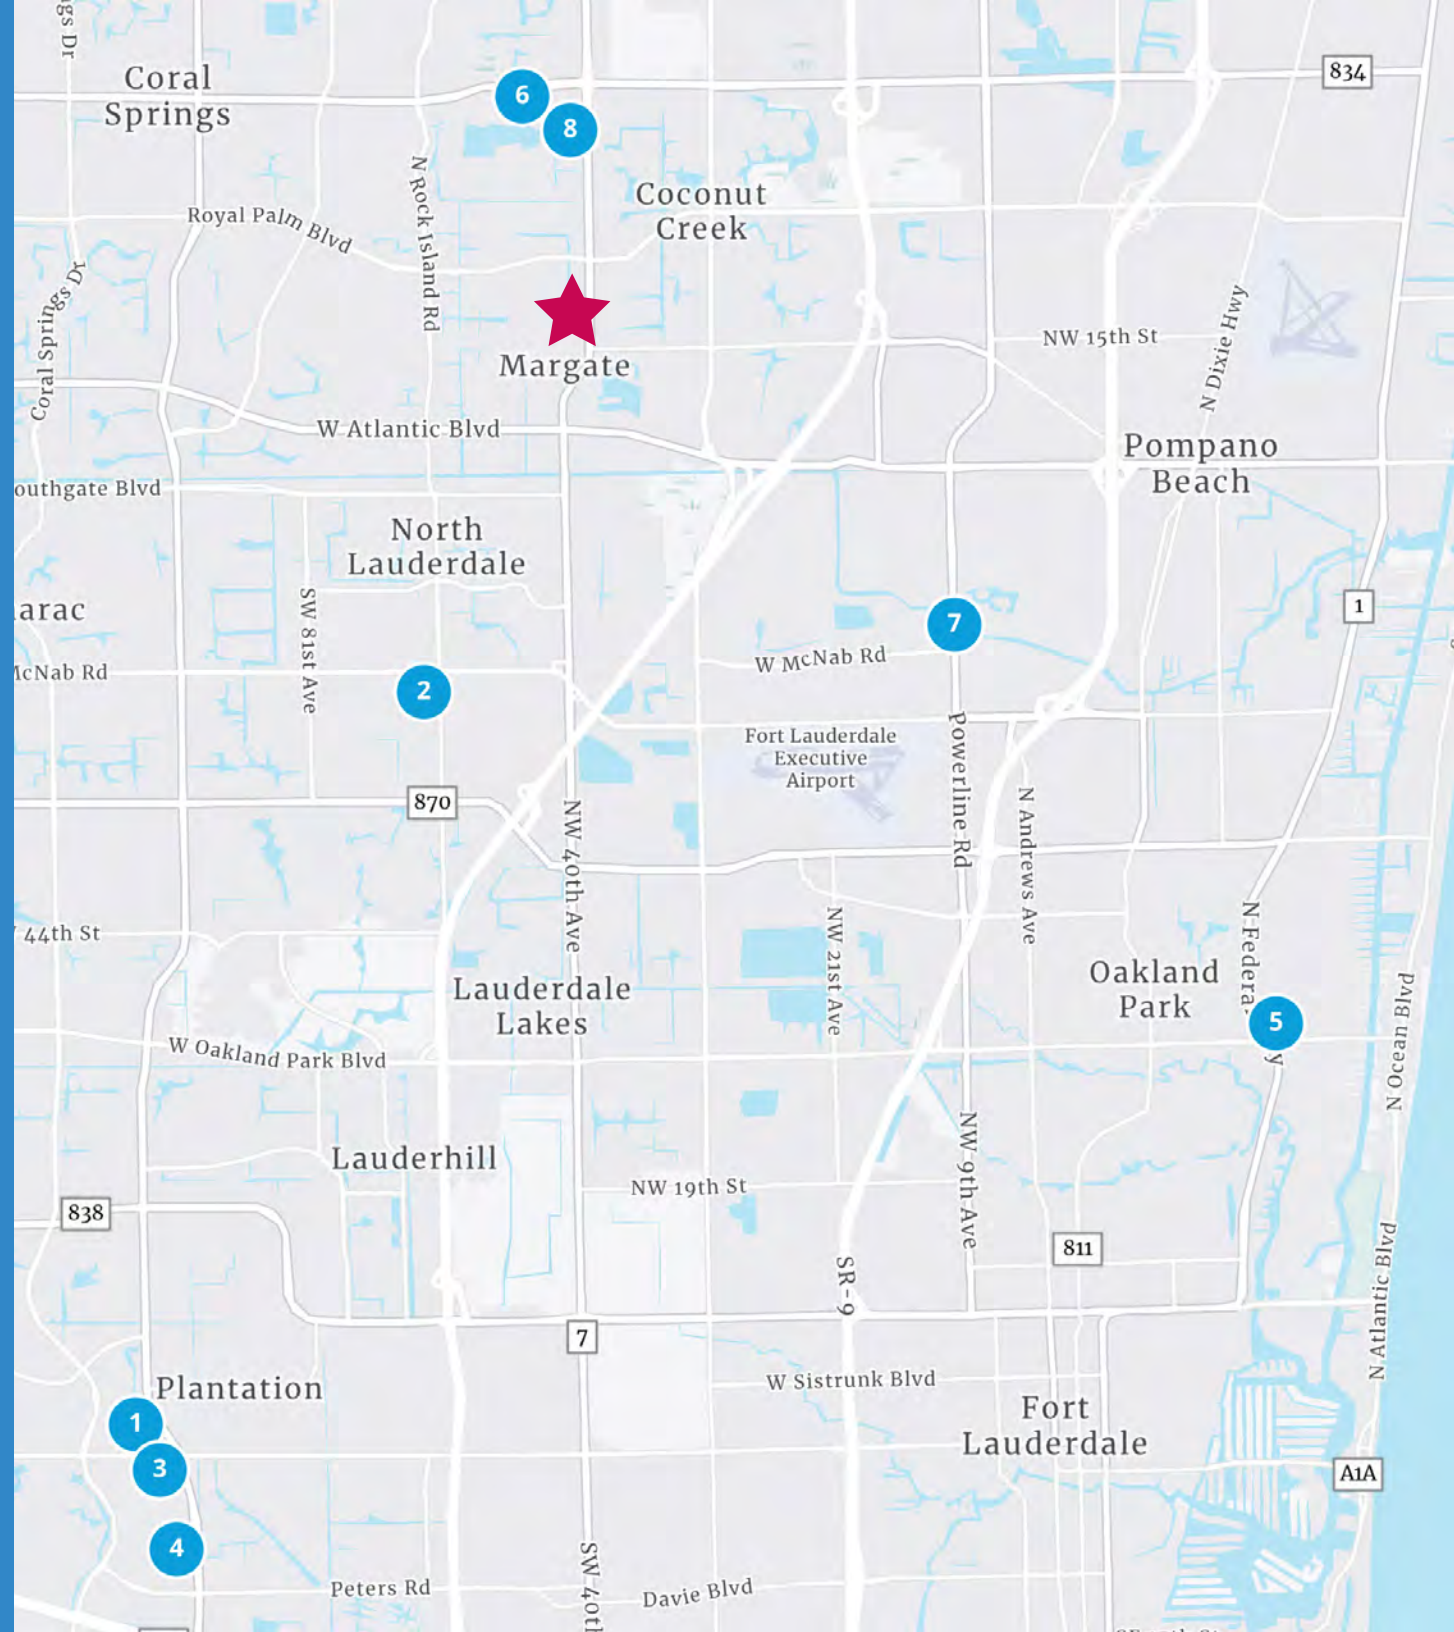 gs Dr
Coral
Springs
6
8
834
N Rock Island Rd
Coconut
Creek
Royal Palm Blvd
Coral Springs Dr
N Dixie Hwy
NW 15th St
Margate
W Atlantic Blvd
Pompano
Beach
outhgate Blvd
North
Lauderdale
SW 81st Ave
arac
1
7
W McNab Rd
McNab Rd
2
Powerline Rd
Fort Lauderdale
Executive
Airport
870
NW 40th Ave
N Andrews Ave
44th St
NW 21st Ave
N Federa
y
Oakland
Park
Lauderdale
Lakes
5
N Ocean Blvd
W Oakland Park Blvd
Lauderhill
NW 9th Ave
NW 19th St
838
811
SR-9
N Atlantic Blvd
7
Plantation
W Sistrunk Blvd
1
Fort
Lauderdale
3
A1A
4
SW 40th
Peters Rd
Davie Blvd